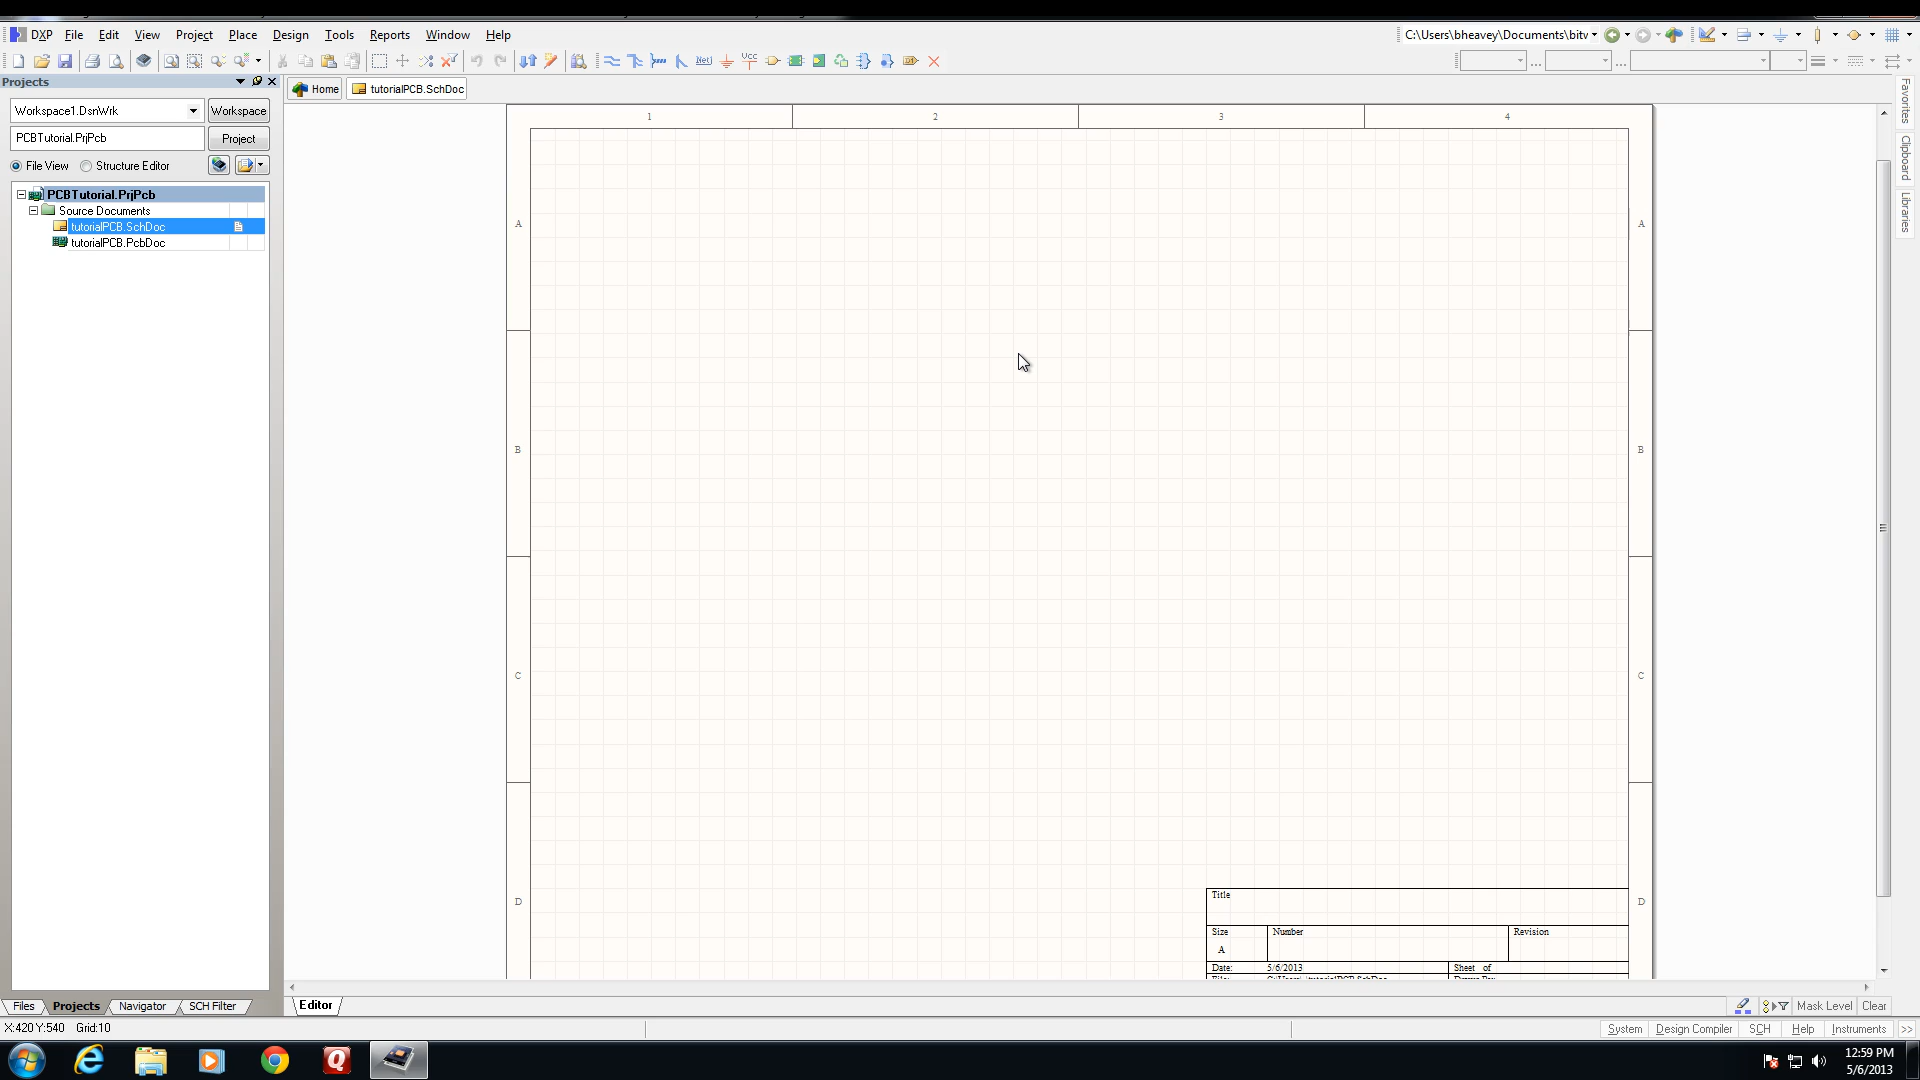 DXP File Edit View Project Place Design Tools Reports Window Help
C:\Users\bheavey\Documents\bitv
Net
Vcc
Projects
Home tutorialPCB.SchDoc
Workspace1.DsnWrk Workspace
PCBTutorial.PrjPcb Project
File View Structure Editor
PCBTutorial.PrjPcb
Source Documents
tutorialPCB.SchDoc
tutorialPCB.PcbDoc
1 2 3 4
A A
B B
C C
D D
Title
Size Number Revision
A
Date: 5/6/2013 Sheet of
Favorites
Clipboard
Libraries
Files Projects Navigator SCH Filter
Editor
Mask Level Clear
X:420 Y:540 Grid:10
System Design Compiler SCH Help Instruments >>
12:59 PM
5/6/2013